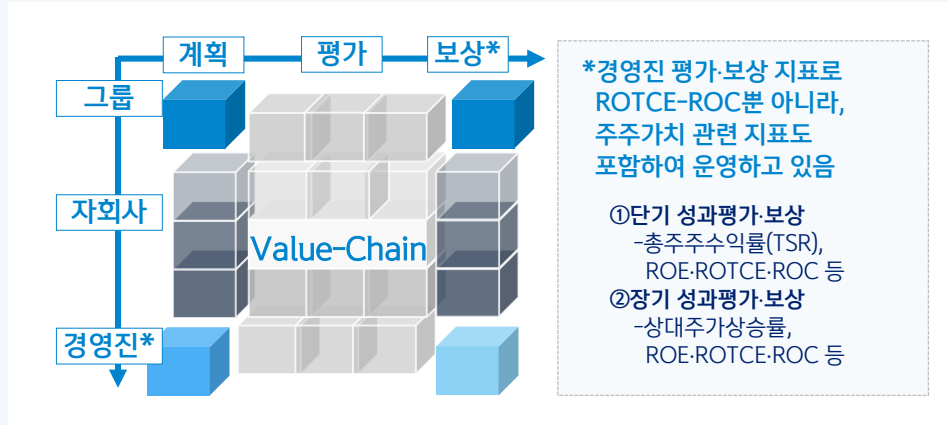 계획
평가
보상*
그룹
자회사
경영진*
Value-Chain
*경영진 평가·보상 지표로
ROTCE-ROC뿐 아니라,
주주가치 관련 지표도
포함하여 운영하고 있음
①단기 성과평가·보상
-총주주수익률(TSR),
ROE·ROTCE·ROC 등
②장기 성과평가·보상
-상대주가상승률,
ROE·ROTCE·ROC 등